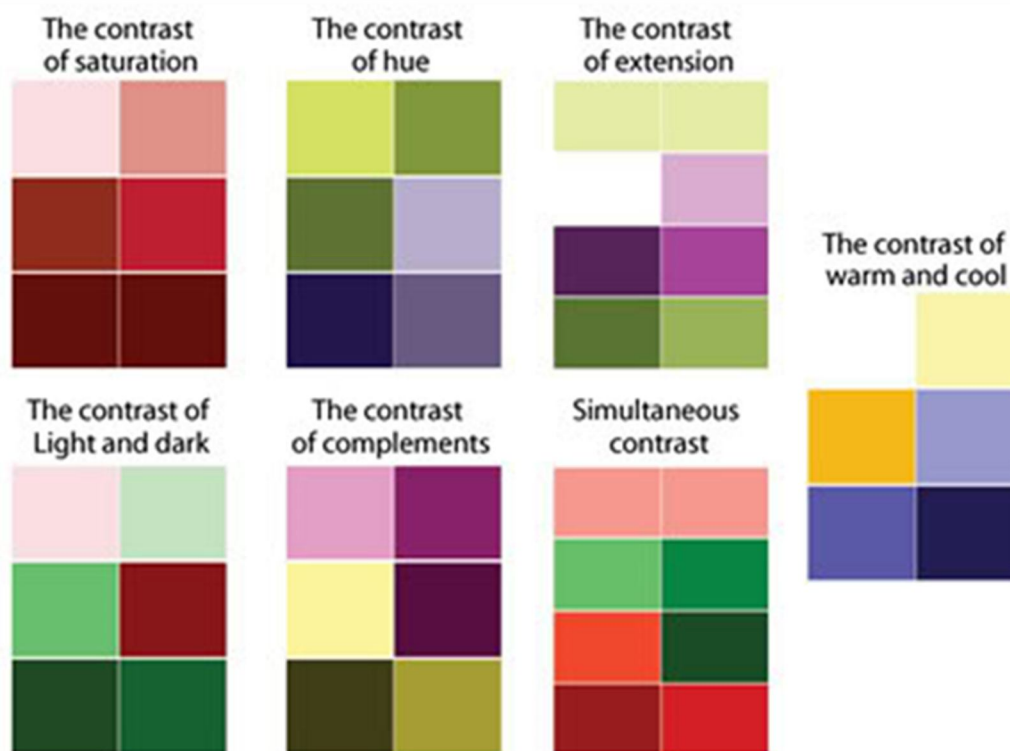 The contrast
of saturation
The contrast
of hue
The contrast
of extension
The contrast of
warm and cool
The contrast of
Light and dark
The contrast
of complements
Simultaneous
contrast